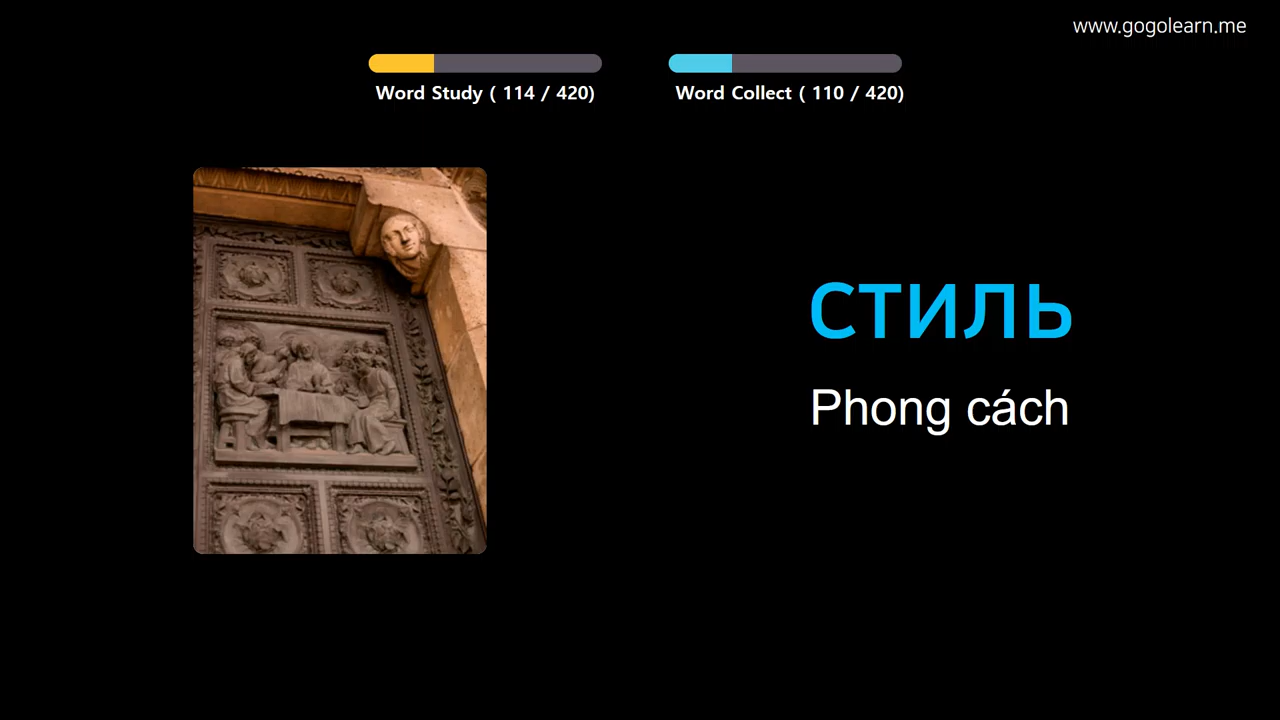 www.gogolearn.me
Word Study ( 114 / 420)
Word Collect ( 110 / 420)
СТИЛЬ
Phong cách